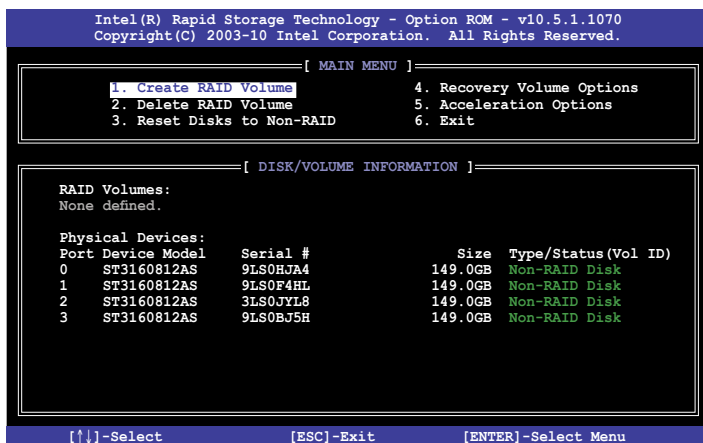 Intel(R) Rapid Storage Technology - Option ROM - v10.5.1.1070
Copyright(C) 2003-10 Intel Corporation. All Rights Reserved.
[ MAIN MENU ]
1. Create RAID Volume 4. Recovery Volume Options
2. Delete RAID Volume 5. Acceleration Options
3. Reset Disks to Non-RAID 6. Exit
[ DISK/VOLUME INFORMATION ]
RAID Volumes:
None defined.
Physical Devices:
Port Device Model Serial # Size Type/Status(Vol ID)
0 ST3160812AS 9LS0HJA4 149.0GB Non-RAID Disk
1 ST3160812AS 9LS0F4HL 149.0GB Non-RAID Disk
2 ST3160812AS 3LS0JYL8 149.0GB Non-RAID Disk
3 ST3160812AS 9LS0BJ5H 149.0GB Non-RAID Disk
[↑↓]-Select [ESC]-Exit [ENTER]-Select Menu